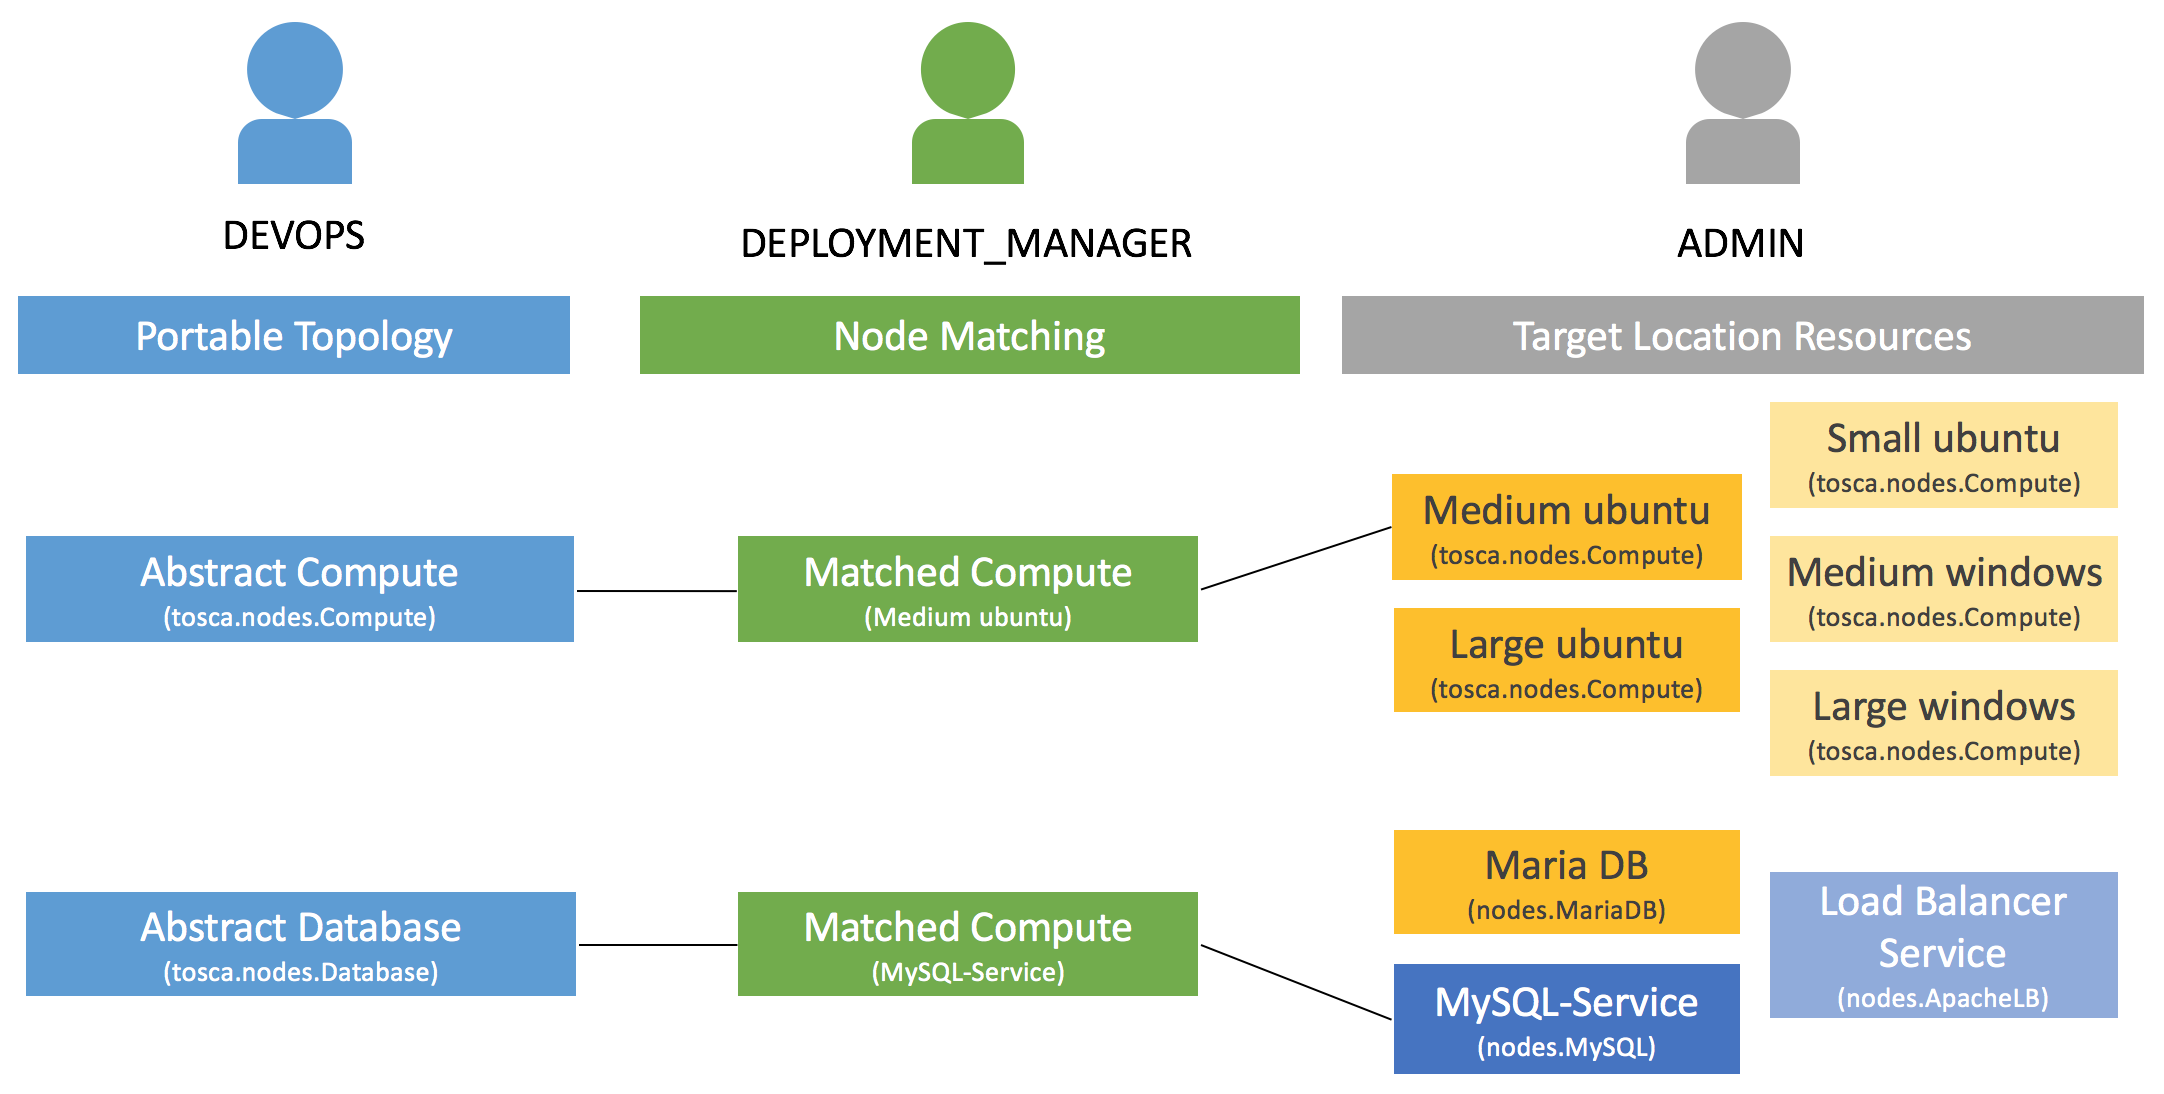 DEVOPS
DEPLOYMENT_MANAGER
ADMIN
Portable Topology
Node Matching
Target Location Resources
Abstract Compute
(tosca.nodes.Compute)
Matched Compute
(Medium ubuntu)
Medium ubuntu
(tosca.nodes.Compute)
Large ubuntu
(tosca.nodes.Compute)
Small ubuntu
(tosca.nodes.Compute)
Medium windows
(tosca.nodes.Compute)
Large windows
(tosca.nodes.Compute)
Abstract Database
(tosca.nodes.Database)
Matched Compute
(MySQL-Service)
Maria DB
(nodes.MariaDB)
MySQL-Service
(nodes.MySQL)
Load Balancer
Service
(nodes.ApacheLB)